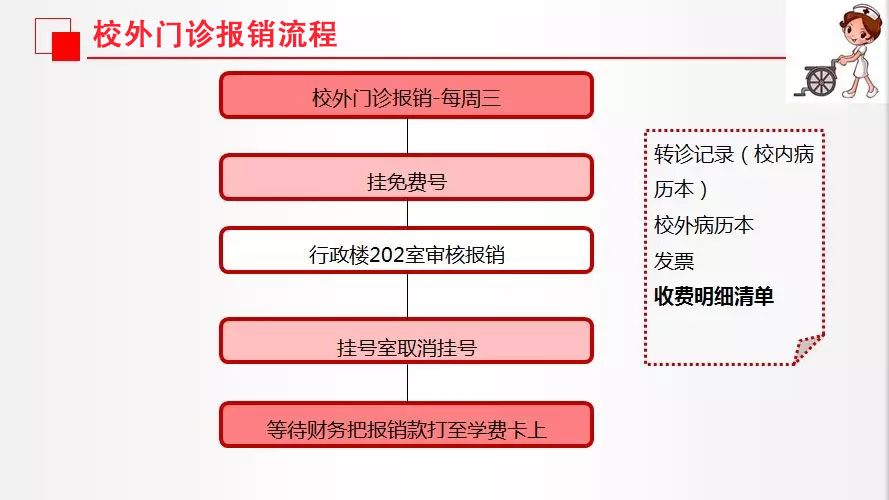 校外门诊报销流程
校外门诊报销-每周三
挂免费号
行政楼202室审核报销
挂号室取消挂号
等待财务把报销款打至学费卡上
转诊记录（校内病
历本）
校外病历本
发票
收费明细清单